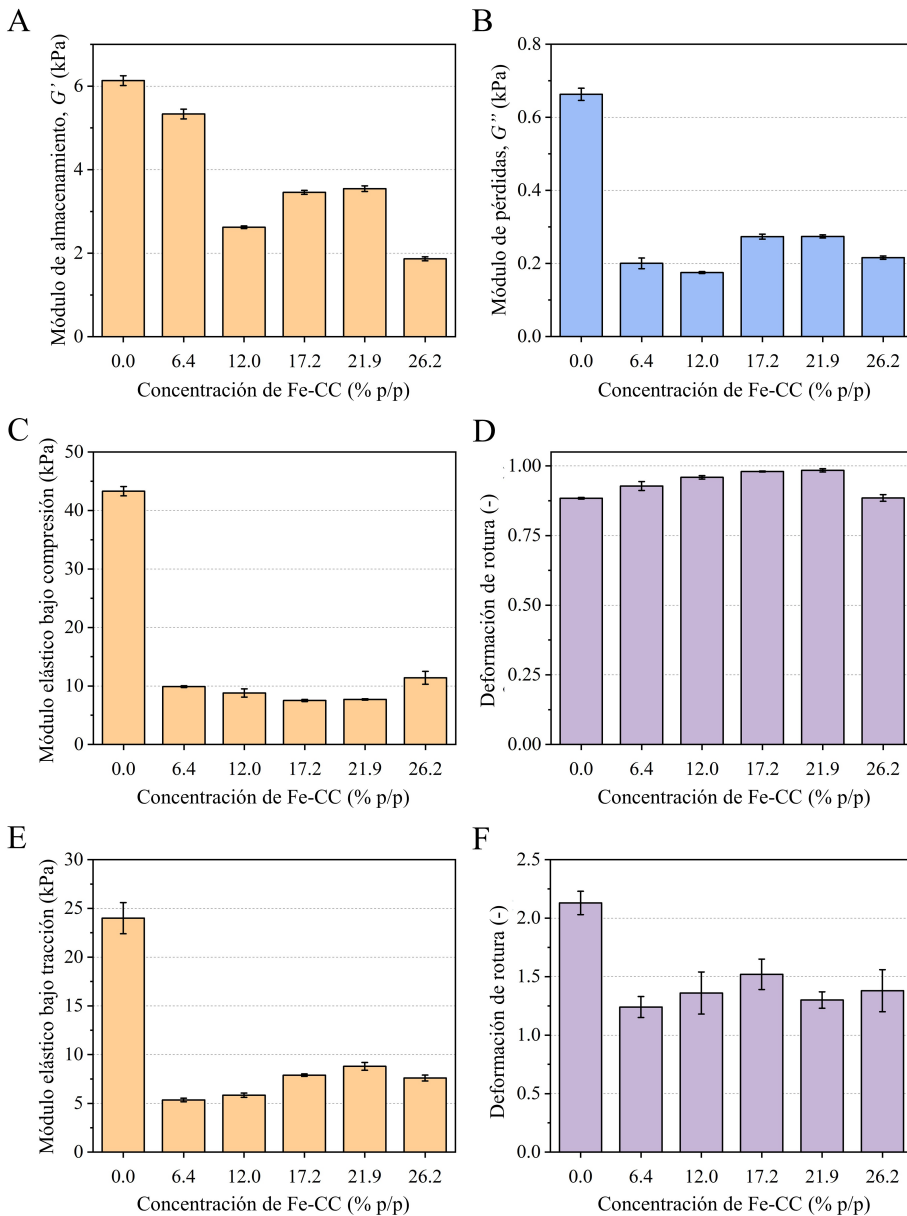 A
Módulo de almacenamiento, G' (kPa)
6
4
2
0
0.0 6.4 12.0 17.2 21.9 26.2
Concentración de Fe-CC (% p/p)
B
Módulo de pérdidas, G'' (kPa)
0.8
0.6
0.4
0.2
0.0
0.0 6.4 12.0 17.2 21.9 26.2
Concentración de Fe-CC (% p/p)
C
Módulo elástico bajo compresión (kPa)
50
40
30
20
10
0
0.0 6.4 12.0 17.2 21.9 26.2
Concentración de Fe-CC (% p/p)
D
Deformación de rotura (-)
1.00
0.75
0.50
0.25
0.00
0.0 6.4 12.0 17.2 21.9 26.2
Concentración de Fe-CC (% p/p)
E
Módulo elástico bajo tracción (kPa)
30
25
20
15
10
5
0
0.0 6.4 12.0 17.2 21.9 26.2
Concentración de Fe-CC (% p/p)
F
Deformación de rotura (-)
2.5
2.0
1.5
1.0
0.5
0.0
0.0 6.4 12.0 17.2 21.9 26.2
Concentración de Fe-CC (% p/p)